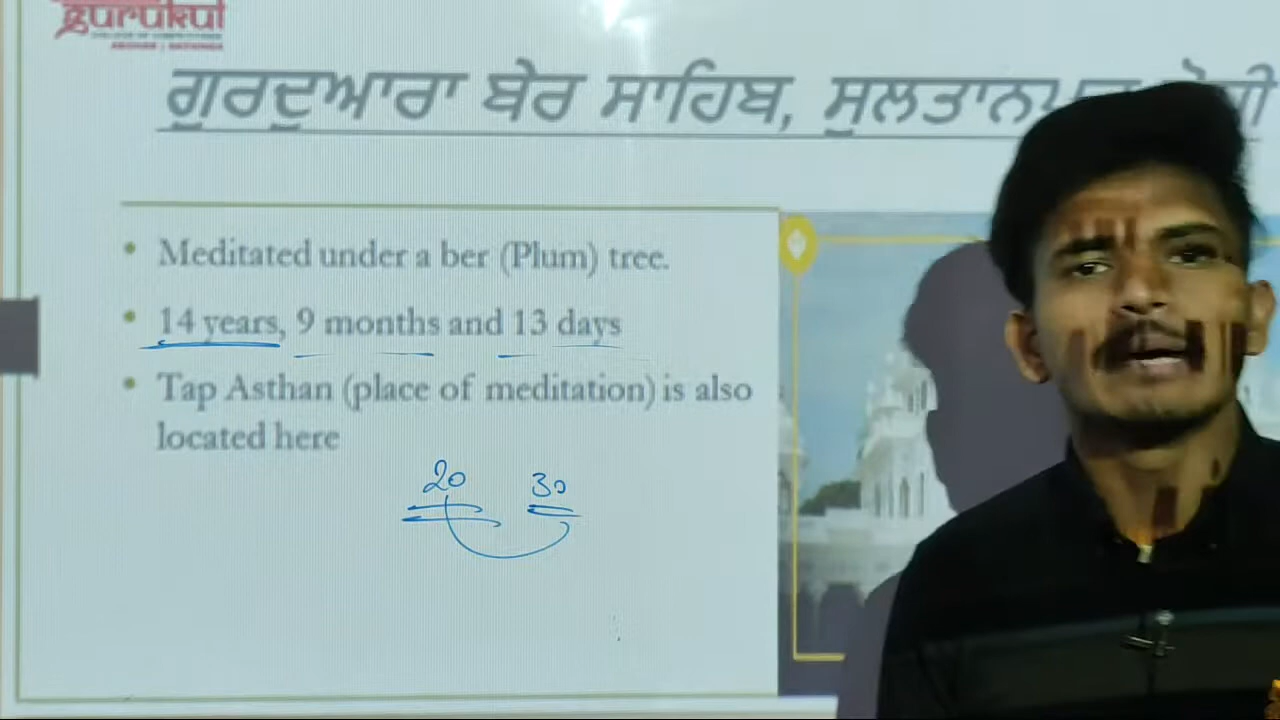 gurukul
ਗੁਰਦੁਆਰਾ ਬੇਰ ਸਾਹਿਬ, ਸੁਲਤਾਨਪੁਰ
Meditated under a ber (Plum) tree.
14 years, 9 months and 13 days
Tap Asthan (place of meditation) is also
located here
20 30